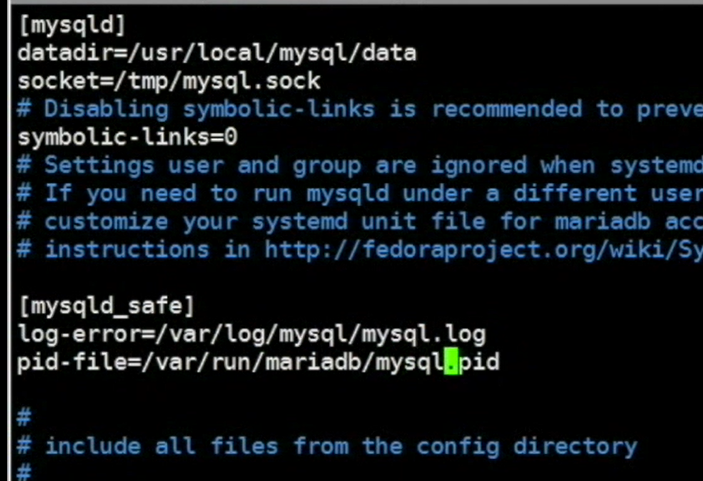 [mysqld]
datadir=/usr/local/mysql/data
socket=/tmp/mysql.sock
# Disabling symbolic-links is recommended to preve
symbolic-links=0
# Settings user and group are ignored when systemd
# If you need to run mysqld under a different user
# customize your systemd unit file for mariadb acc
# instructions in http://fedoraproject.org/wiki/Sy
[mysqld_safe]
log-error=/var/log/mysql/mysql.log
pid-file=/var/run/mariadb/mysql.pid
#
# include all files from the config directory
#